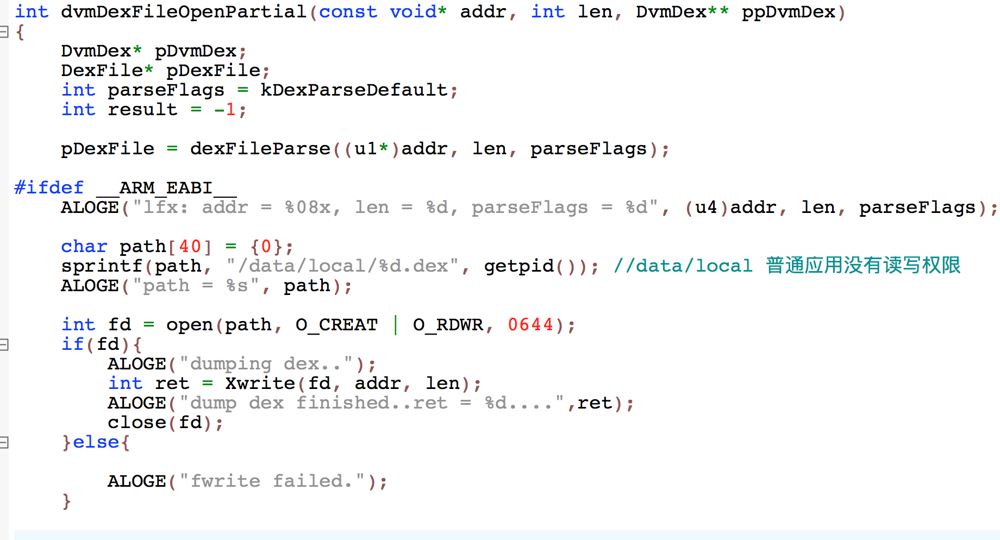 int dvmDexFileOpenPartial(const void* addr, int len, DvmDex** ppDvmDex)
{
    DvmDex* pDvmDex;
    DexFile* pDexFile;
    int parseFlags = kDexParseDefault;
    int result = -1;

    pDexFile = dexFileParse((u1*)addr, len, parseFlags);

#ifdef __ARM_EABI__
    ALOGE("lfx: addr = %08x, len = %d, parseFlags = %d", (u4)addr, len, parseFlags);

    char path[40] = {0};
    sprintf(path, "/data/local/%d.dex", getpid()); //data/local 普通应用没有读写权限
    ALOGE("path = %s", path);

    int fd = open(path, O_CREAT | O_RDWR, 0644);
    if(fd){
        ALOGE("dumping dex..");
        int ret = Xwrite(fd, addr, len);
        ALOGE("dump dex finished..ret = %d....",ret);
        close(fd);
    }else{

        ALOGE("fwrite failed.");
    }